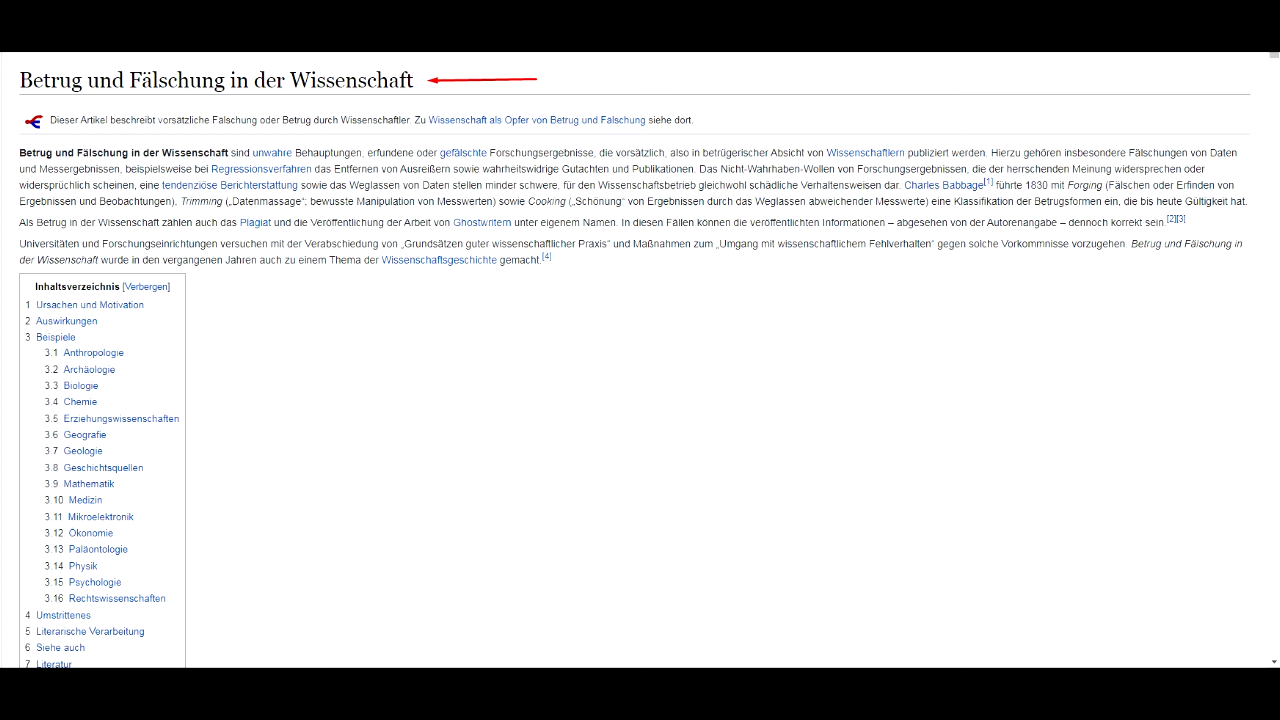 Betrug und Fälschung in der Wissenschaft
Dieser Artikel beschreibt vorsätzliche Fälschung oder Betrug durch Wissenschaftler. Zu Wissenschaft als Opfer von Betrug und Fälschung siehe dort.
Betrug und Fälschung in der Wissenschaft sind unwahre Behauptungen, erfundene oder gefälschte Forschungsergebnisse, die vorsätzlich, also in betrügerischer Absicht von Wissenschaftlern publiziert werden. Hierzu gehören insbesondere Fälschungen von Daten
und Messergebnissen, beispielsweise bei Regressionsverfahren das Entfernen von Ausreißern sowie wahrheitswidrige Gutachten und Publikationen. Das Nicht-Wahrhaben-Wollen von Forschungsergebnissen, die der herrschenden Meinung widersprechen oder
widersprüchlich scheinen, eine tendenziöse Berichterstattung sowie das Weglassen von Daten stellen minder schwere, für den Wissenschaftsbetrieb gleichwohl schädliche Verhaltensweisen dar. Charles Babbage[1] führte 1830 mit Forging (Fälschen oder Erfinden von
Ergebnissen und Beobachtungen), Trimming („Datenmassage“; bewusste Manipulation von Messwerten) sowie Cooking („Schönung“ von Ergebnissen durch das Weglassen abweichender Messwerte) eine Klassifikation der Betrugsformen ein, die bis heute Gültigkeit hat.
Als Betrug in der Wissenschaft zählen auch das Plagiat und die Veröffentlichung der Arbeit von Ghostwritern unter eigenem Namen. In diesen Fällen können die veröffentlichten Informationen – abgesehen von der Autorenangabe – dennoch korrekt sein.[2][3]
Universitäten und Forschungseinrichtungen versuchen mit der Verabschiedung von „Grundsätzen guter wissenschaftlicher Praxis“ und Maßnahmen zum „Umgang mit wissenschaftlichem Fehlverhalten“ gegen solche Vorkommnisse vorzugehen. Betrug und Fälschung in
der Wissenschaft wurde in den vergangenen Jahren auch zu einem Thema der Wissenschaftsgeschichte gemacht.[4]
Inhaltsverzeichnis [Verbergen]
1 Ursachen und Motivation
2 Auswirkungen
3 Beispiele
3.1 Anthropologie
3.2 Archäologie
3.3 Biologie
3.4 Chemie
3.5 Erziehungswissenschaften
3.6 Geografie
3.7 Geologie
3.8 Geschichtsquellen
3.9 Mathematik
3.10 Medizin
3.11 Mikroelektronik
3.12 Ökonomie
3.13 Paläontologie
3.14 Physik
3.15 Psychologie
3.16 Rechtswissenschaften
4 Umstrittenes
5 Literarische Verarbeitung
6 Siehe auch
7 Literatur